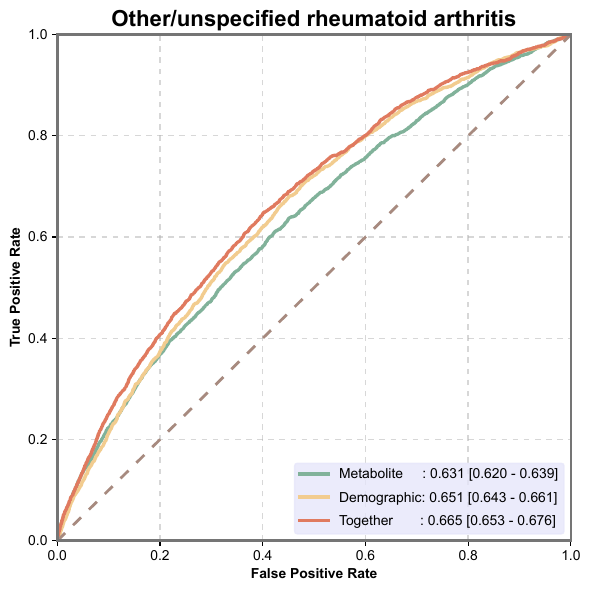 Other/unspecified rheumatoid arthritis
1.0
0.8
0.6
0.4
0.2
0.0
True Positive Rate
Metabolite : 0.631 [0.620 - 0.639]
Demographic: 0.651 [0.643 - 0.661]
Together : 0.665 [0.653 - 0.676]
0.0 0.2 0.4 0.6 0.8 1.0
False Positive Rate